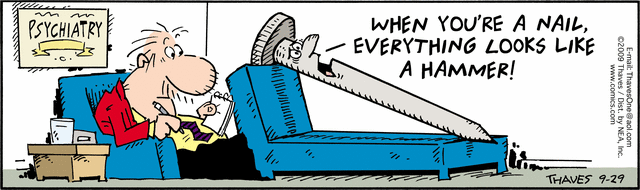 PSYCHIATRY
WHEN YOU'RE A NAIL,
EVERYTHING LOOKS LIKE
A HAMMER!
E-mail: ThavesOne@aol.com
©2009 Thaves / Dist. by NEA, Inc.
www.comics.com
THAVES 9-29